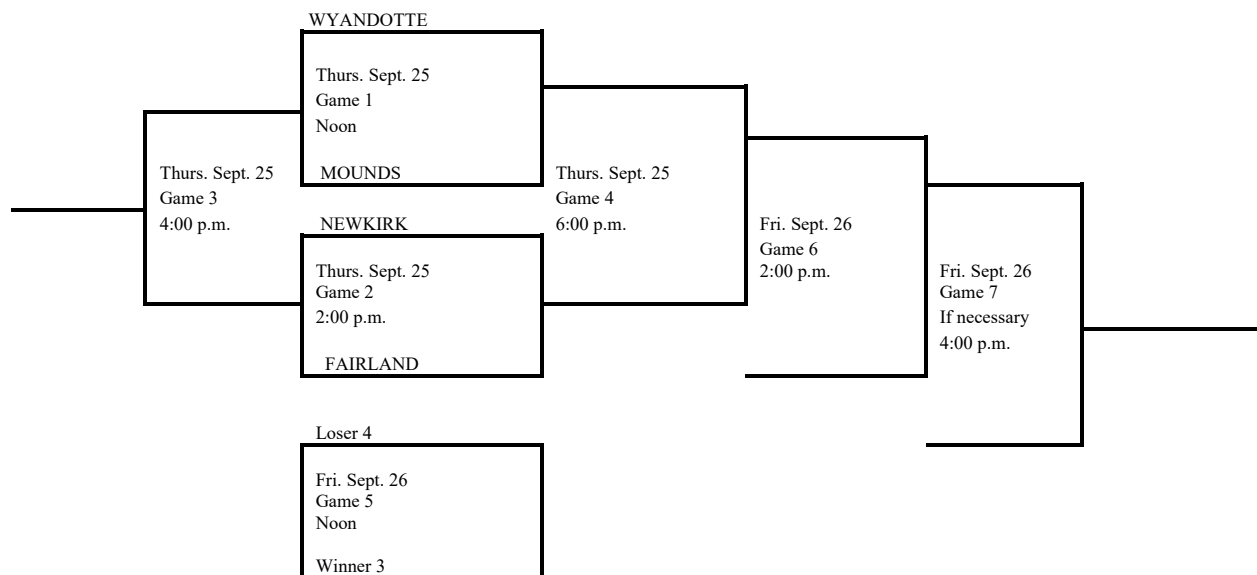 WYANDOTTE
Thurs. Sept. 25
Game 1
Noon
MOUNDS
Thurs. Sept. 25
Game 3
4:00 p.m.
NEWKIRK
Thurs. Sept. 25
Game 2
2:00 p.m.
FAIRLAND
Thurs. Sept. 25
Game 4
6:00 p.m.
Fri. Sept. 26
Game 6
2:00 p.m.
Fri. Sept. 26
Game 7
If necessary
4:00 p.m.
Loser 4
Fri. Sept. 26
Game 5
Noon
Winner 3